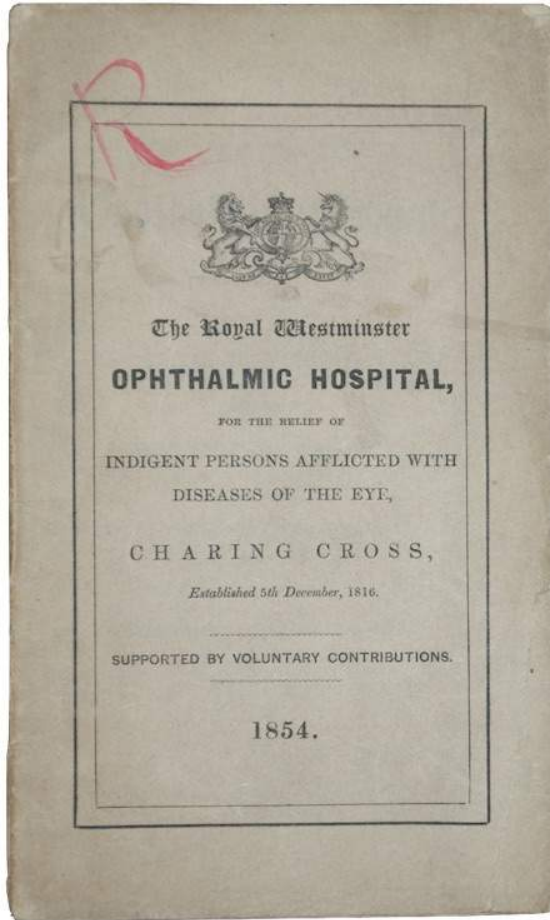 R
The Royal Westminster
OPHTHALMIC HOSPITAL,
FOR THE RELIEF OF
INDIGENT PERSONS AFFLICTED WITH
DISEASES OF THE EYE,
CHARING CROSS,
Established 5th December, 1816.
SUPPORTED BY VOLUNTARY CONTRIBUTIONS.
1854.